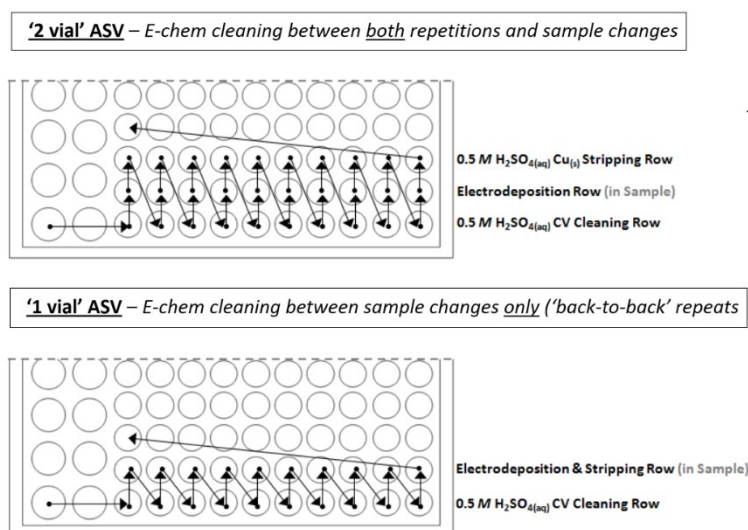 '2 vial' ASV – E-chem cleaning between both repetitions and sample changes
0.5 M H₂SO₄(aq) Cu(s) Stripping Row
Electrodeposition Row (in Sample)
0.5 M H₂SO₄(aq) CV Cleaning Row
'1 vial' ASV – E-chem cleaning between sample changes only ('back-to-back' repeats
Electrodeposition & Stripping Row (in Sample)
0.5 M H₂SO₄(aq) CV Cleaning Row